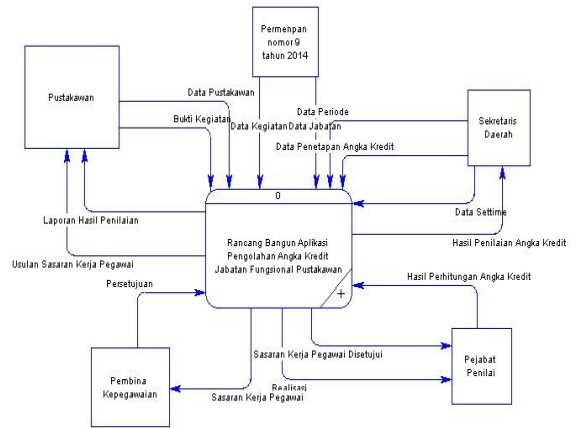 Permenpan
nomor 9
tahun 2014
Pustakawan
Sekretaris
Daerah
Data Pustakawan
Bukti Kegiatan
Data Kegiatan
Data Jabatan
Data Periode
Data Penetapan Angka Kredit
0
Rancang Bangun Aplikasi
Pengolahan Angka Kredit
Jabatan Fungsional Pustakawan
+
Data Settime
Hasil Penilaian Angka Kredit
Laporan Hasil Penilaian
Usulan Sasaran Kerja Pegawai
Persetujuan
Hasil Perhitungan Angka Kredit
Sasaran Kerja Pegawai Disetujui
Pembina
Kepegawaian
Realisasi
Sasaran Kerja Pegawai
Pejabat
Penilai